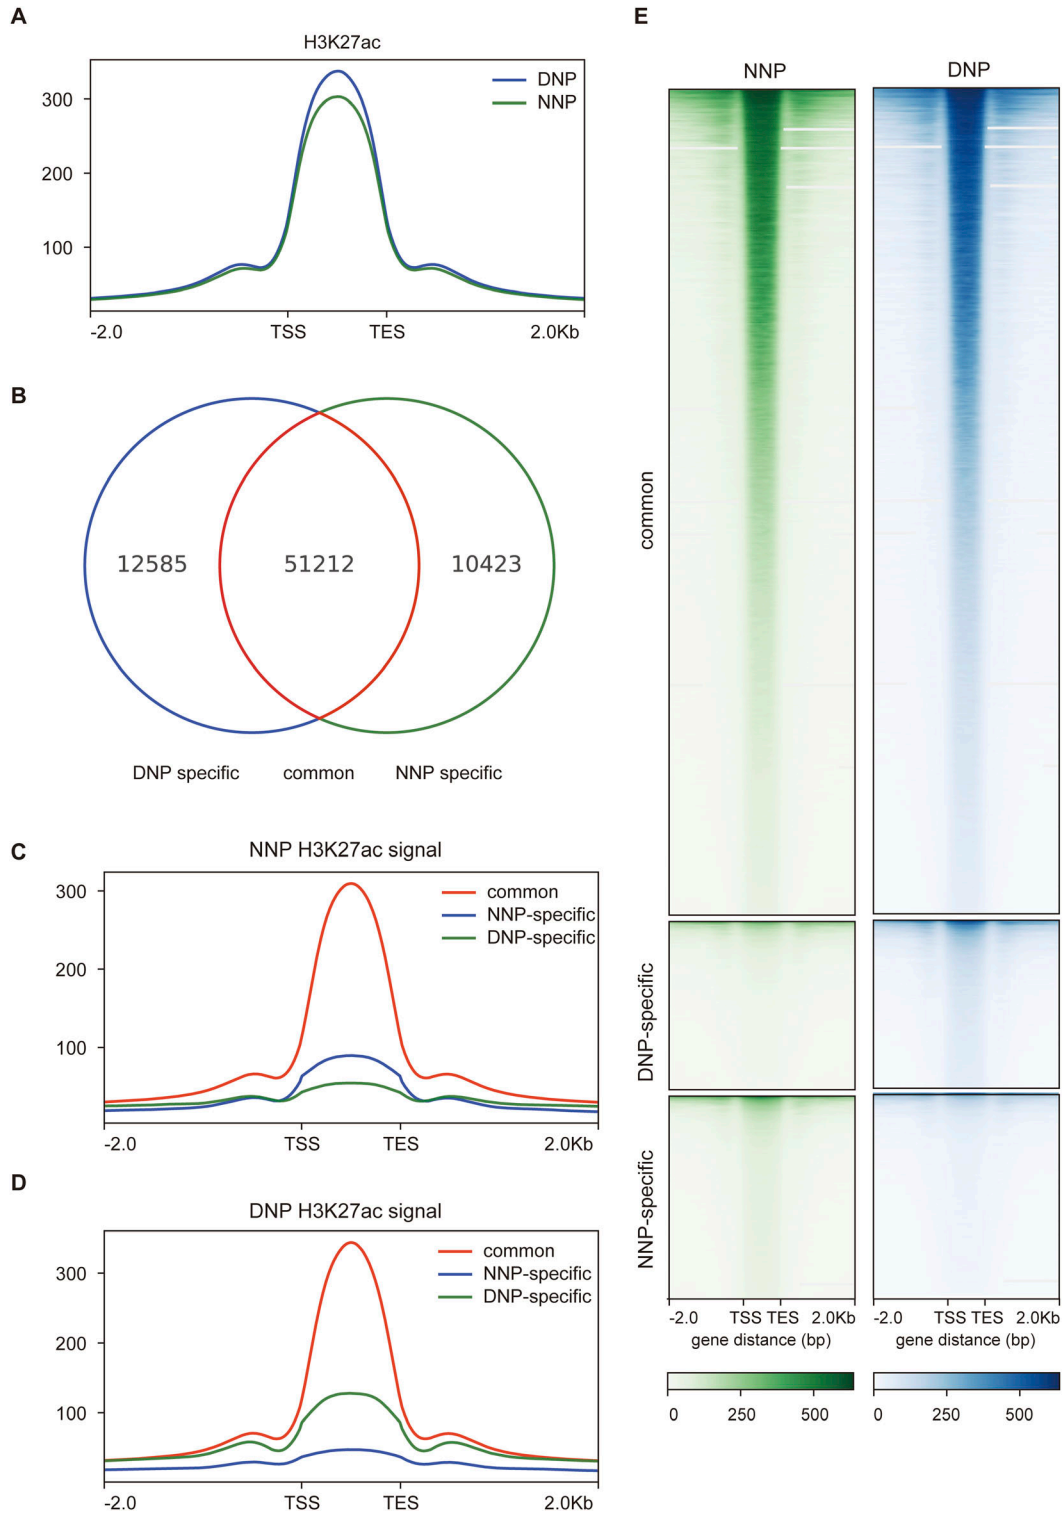 A
H3K27ac
DNP
NNP
300
200
100
-2.0
TSS
TES
2.0Kb
B
12585
51212
10423
DNP specific
common
NNP specific
C
NNP H3K27ac signal
common
NNP-specific
DNP-specific
300
200
100
-2.0
TSS
TES
2.0Kb
D
DNP H3K27ac signal
common
NNP-specific
DNP-specific
300
200
100
-2.0
TSS
TES
2.0Kb
E
NNP
DNP
common
DNP-specific
NNP-specific
-2.0
TSS TES
2.0Kb
gene distance (bp)
-2.0
TSS TES
2.0Kb
gene distance (bp)
0
250
500
0
250
500